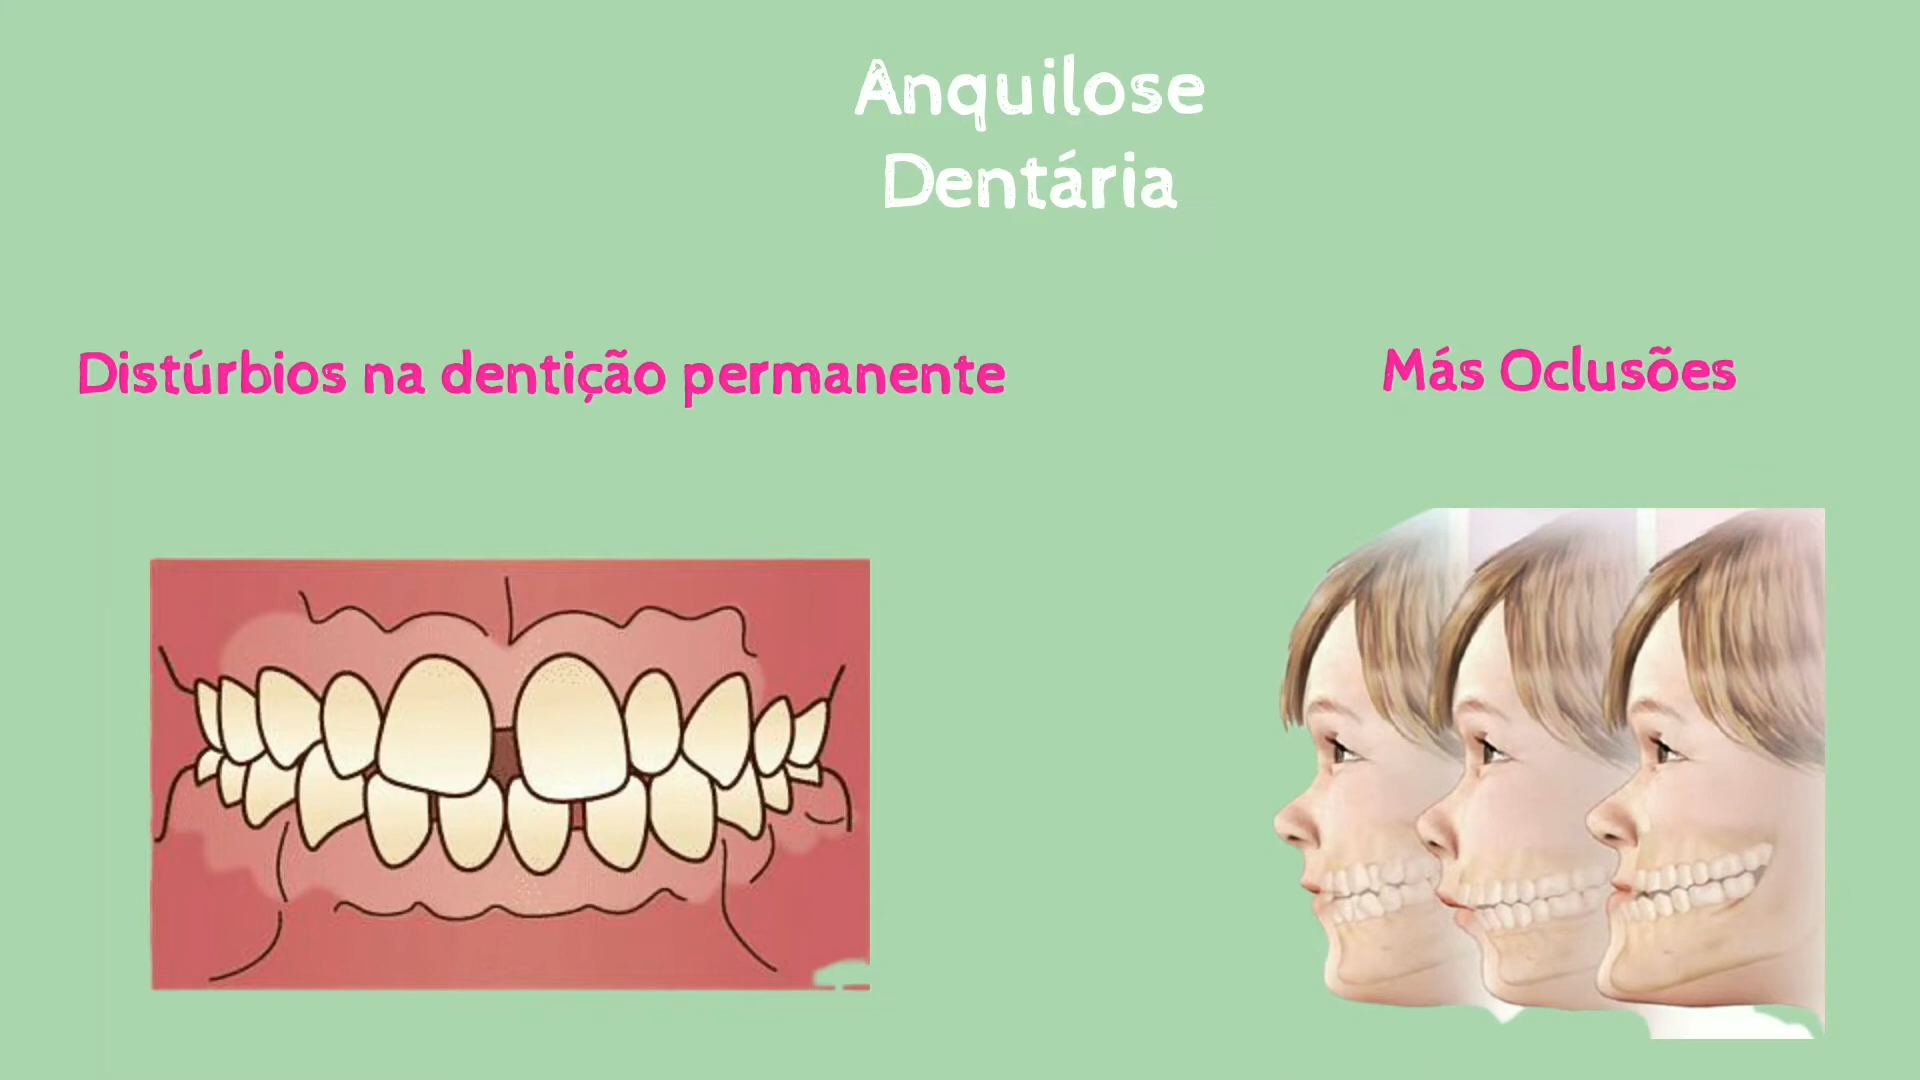 Anquilose
Dentária
Distúrbios na dentição permanente
Más Oclusões